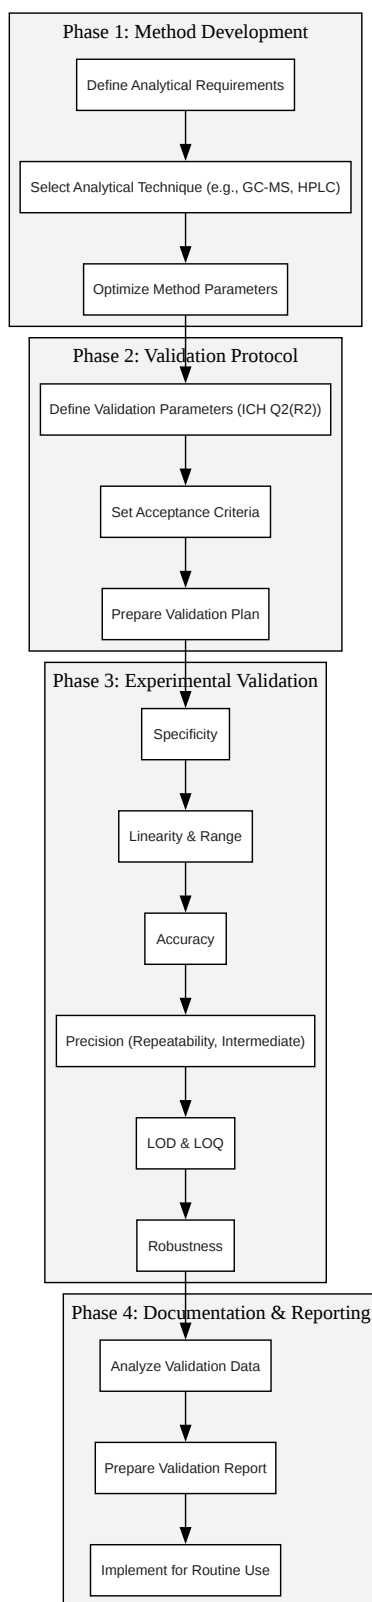 Phase 1: Method Development
Define Analytical Requirements
Select Analytical Technique (e.g., GC-MS, HPLC)
Optimize Method Parameters
Phase 2: Validation Protocol
Define Validation Parameters (ICH Q2(R2))
Set Acceptance Criteria
Prepare Validation Plan
Phase 3: Experimental Validation
Specificity
Linearity & Range
Accuracy
Precision (Repeatability, Intermediate)
LOD & LOQ
Robustness
Phase 4: Documentation & Reporting
Analyze Validation Data
Prepare Validation Report
Implement for Routine Use